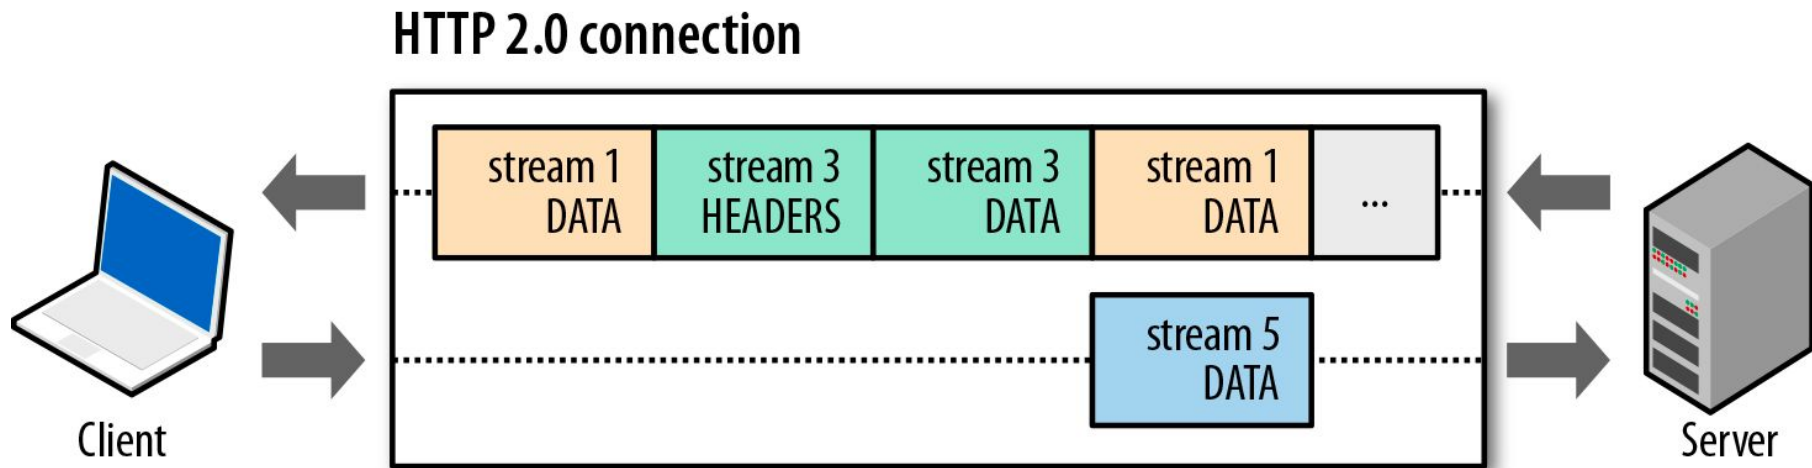 HTTP 2.0 connection
stream 1
DATA
stream 3
HEADERS
stream 3
DATA
stream 1
DATA
...
stream 5
DATA
Client
Server